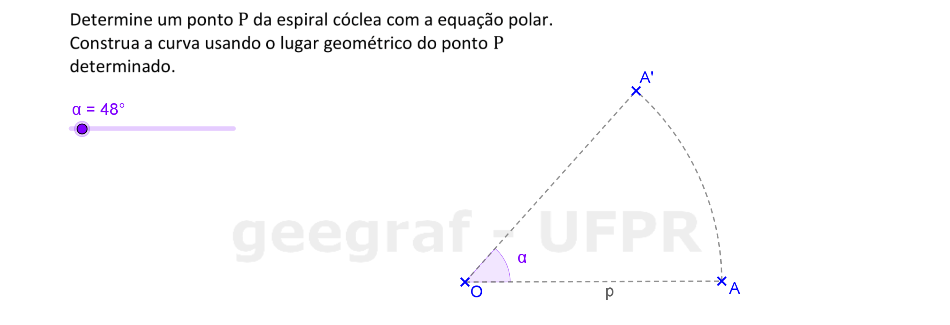 Determine um ponto P da espiral cóclea com a equação polar.
Construa a curva usando o lugar geométrico do ponto P
determinado.
A'
α = 48°
geegraf - UFPR
α
O
p
A